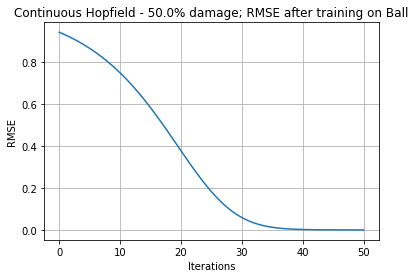 Continuous Hopfield - 50.0% damage; RMSE after training on Ball
0.8
0.6
0.4
0.2
0.0
RMSE
0 10 20 30 40 50
Iterations